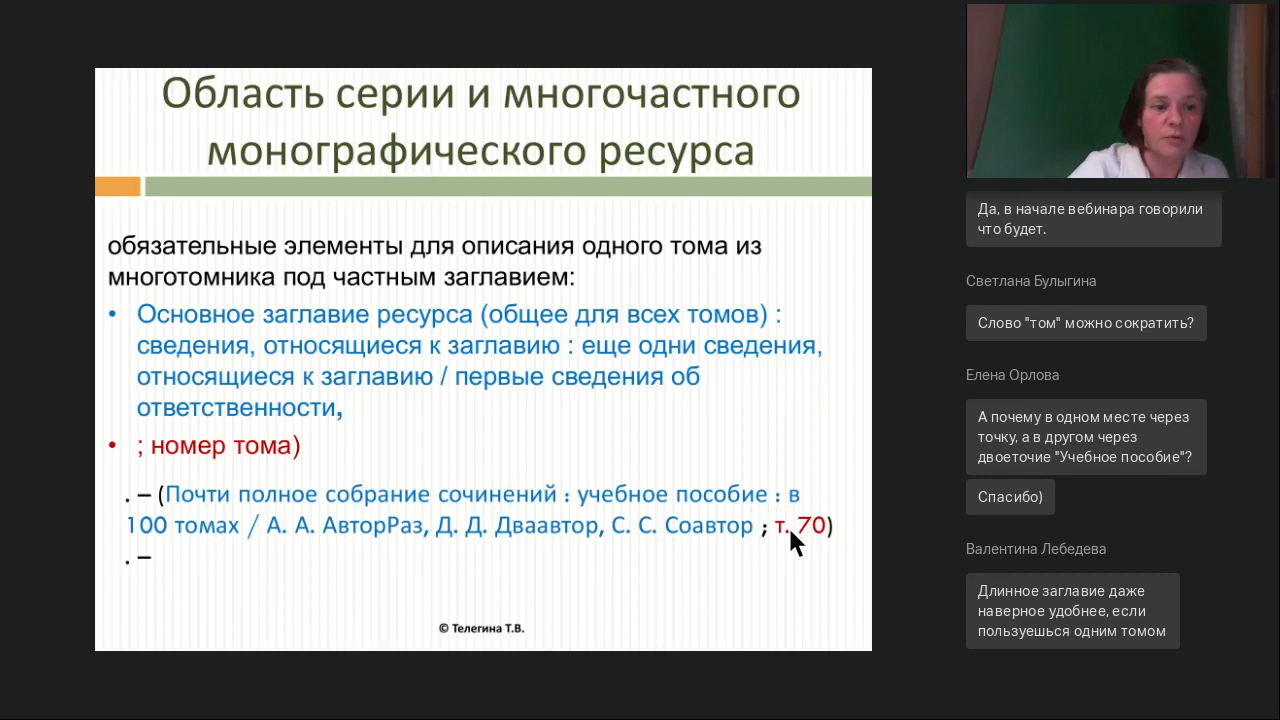 Область серии и многочастного
монографического ресурса
обязательные элементы для описания одного тома из
многотомника под частным заглавием:
• Основное заглавие ресурса (общее для всех томов) :
сведения, относящиеся к заглавию : еще одни сведения,
относящиеся к заглавию / первые сведения об
ответственности,
• ; номер тома)
. – (Почти полное собрание сочинений : учебное пособие : в
100 томах / А. А. АвторРаз, Д. Д. Дваавтор, С. С. Соавтор ; т. 70)
. –
© Телегина Т.В.
Да, в начале вебинара говорили
что будет.
Светлана Булыгина
Слово "том" можно сократить?
Елена Орлова
А почему в одном месте через
точку, а в другом через
двоеточие "Учебное пособие"?
Спасибо)
Валентина Лебедева
Длинное заглавие даже
наверное удобнее, если
пользуешься одним томом